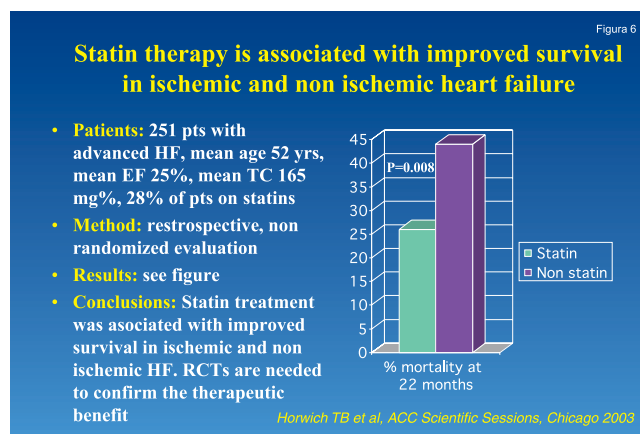 Figura 6
Statin therapy is associated with improved survival
in ischemic and non ischemic heart failure
• Patients: 251 pts with
advanced HF, mean age 52 yrs,
mean EF 25%, mean TC 165
mg%, 28% of pts on statins
• Method: restrospective, non
randomized evaluation
• Results: see figure
• Conclusions: Statin treatment
was asociated with improved
survival in ischemic and non
ischemic HF. RCTs are needed
to confirm the therapeutic
benefit
45
40
35
30
25
20
15
10
5
0
P=0.008
% mortality at
22 months
Statin
Non statin
Horwich TB et al, ACC Scientific Sessions, Chicago 2003